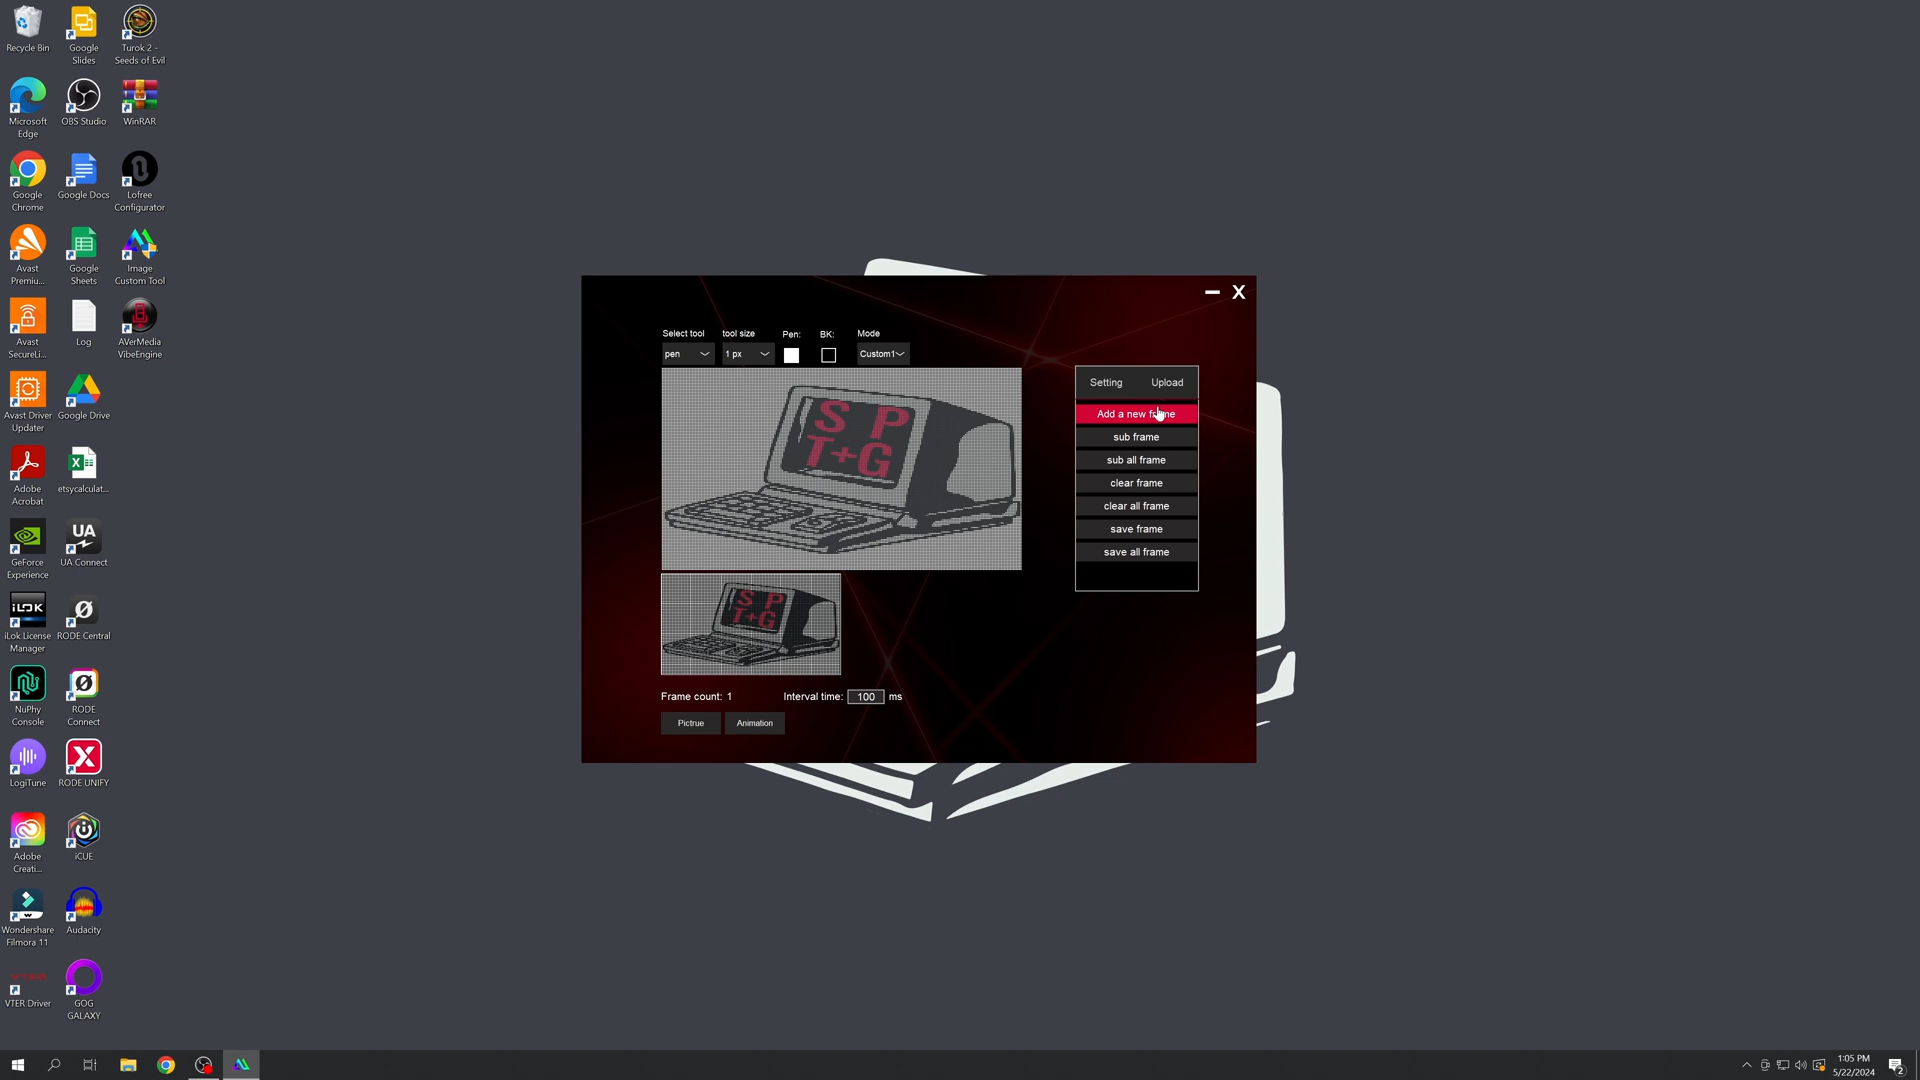 Recycle Bin
Google
Slides
Turok 2 -
Seeds of Evil
Microsoft
Edge
OBS Studio
WinRAR
Google
Chrome
Google Docs
Lofree
Configurator
Avast
Premiu...
Google
Sheets
Image
Custom Tool
Avast
SecureLi...
Log
AVerMedia
VibeEngine
Avast Driver
Updater
Google Drive
Adobe
Acrobat
etsycalculat...
GeForce
Experience
UA
UA Connect
iLOK
iLok License
Manager
RODE Central
NuPhy
Console
RODE
Connect
LogiTune
RODE UNIFY
Adobe
Creati...
iCUE
Wondershare
Filmora 11
Audacity
VTER Driver
GOG
GALAXY
X
Select tool
tool size
Pen:
BK:
Mode
pen
1 px
Custom1
S P
T+G
S P
T+G
Frame count: 1
Interval time: 100 ms
Pictrue
Animation
Setting
Upload
Add a new frame
sub frame
sub all frame
clear frame
clear all frame
save frame
save all frame
1:05 PM
5/22/2024
2